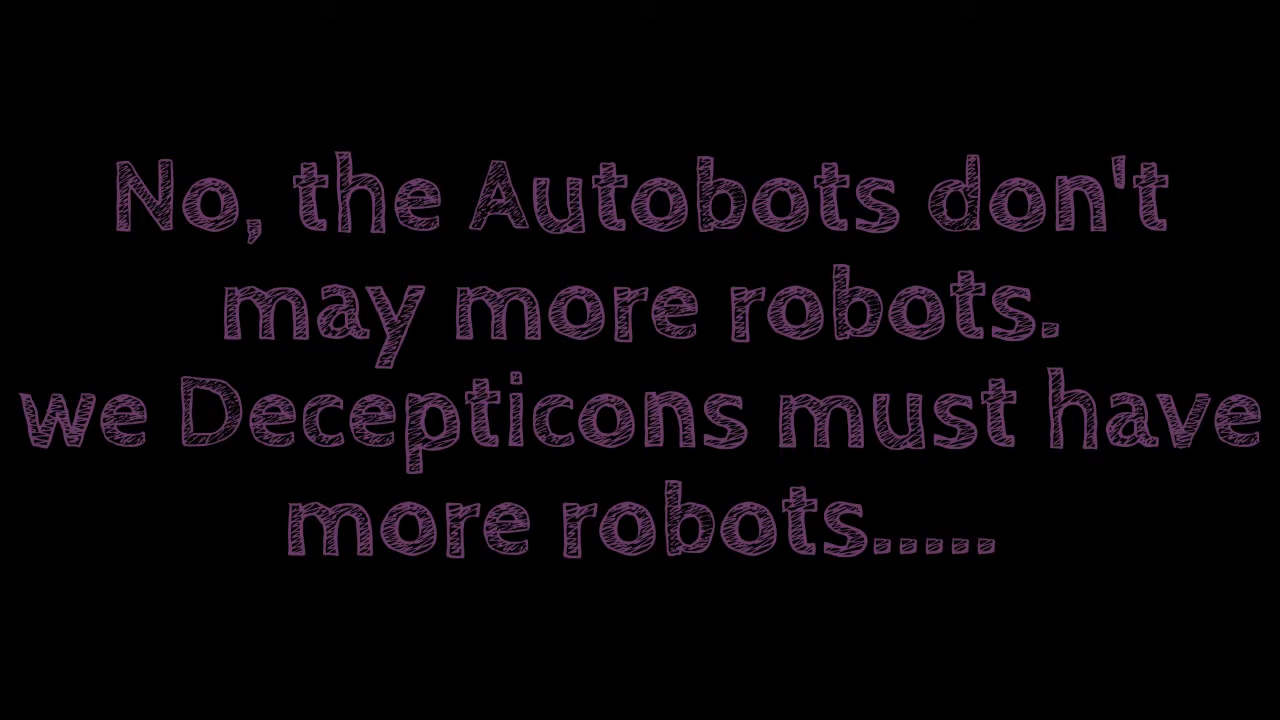 No, the Autobots don't
may more robots.
we Decepticons must have
more robots.....